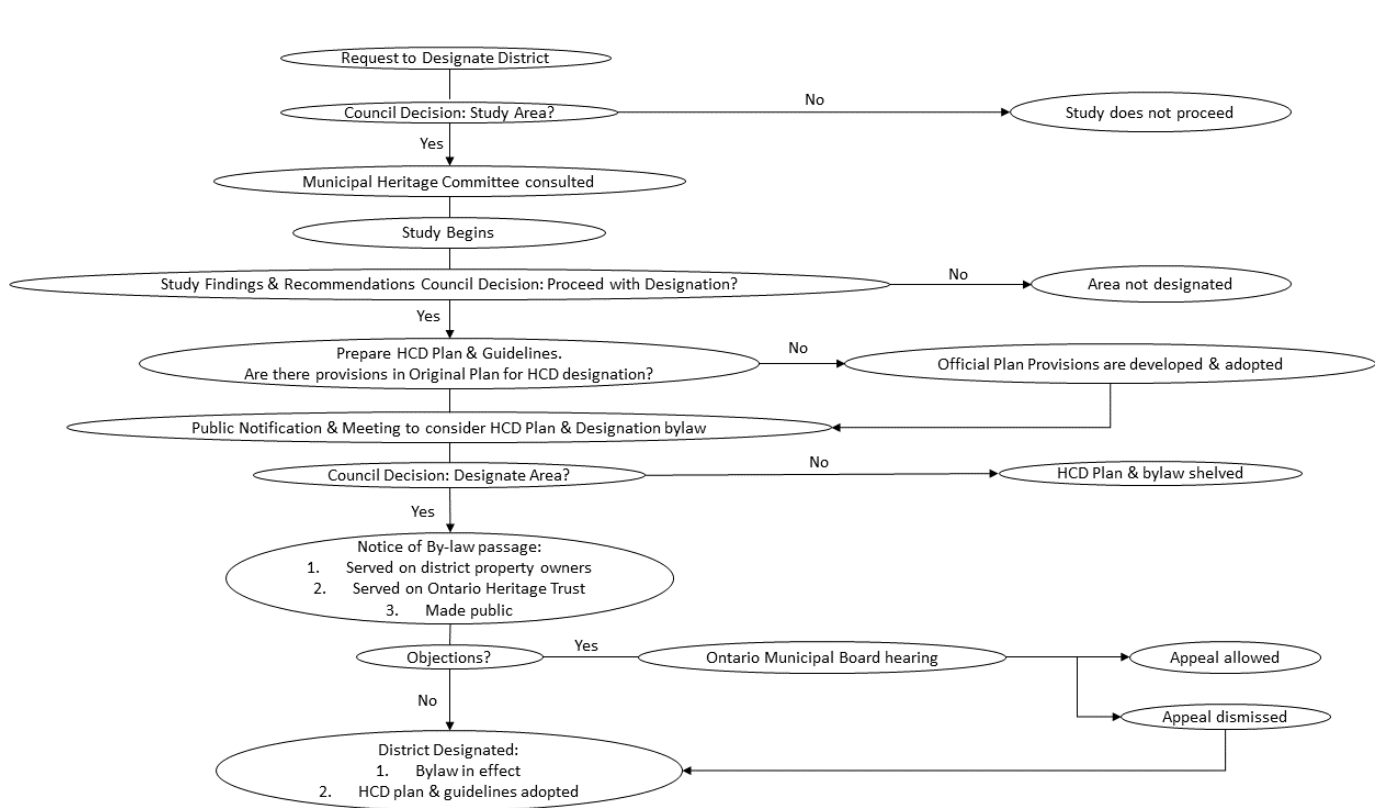 Request to Designate District
Council Decision: Study Area?
No
Study does not proceed
Yes
Municipal Heritage Committee consulted
Study Begins
Study Findings & Recommendations Council Decision: Proceed with Designation?
No
Area not designated
Yes
Prepare HCD Plan & Guidelines.
Are there provisions in Original Plan for HCD designation?
No
Official Plan Provisions are developed & adopted
Public Notification & Meeting to consider HCD Plan & Designation bylaw
Council Decision: Designate Area?
No
HCD Plan & bylaw shelved
Yes
Notice of By-law passage:
1. Served on district property owners
2. Served on Ontario Heritage Trust
3. Made public
Objections?
Yes
Ontario Municipal Board hearing
Appeal allowed
No
Appeal dismissed
District Designated:
1. Bylaw in effect
2. HCD plan & guidelines adopted